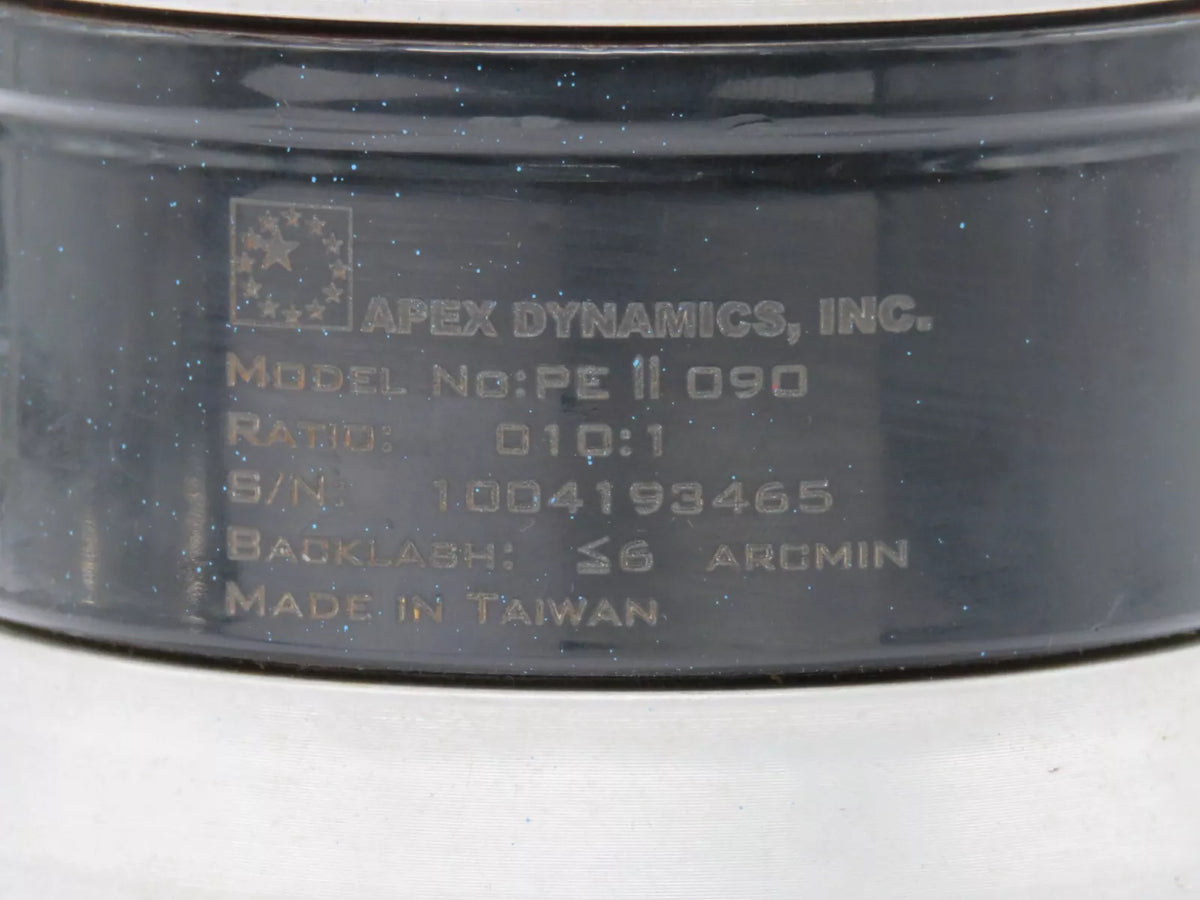 APEX DYNAMICS, INC.
MODEL NO:PE II 090
RATIO: 010:1
S/N: 1004193465
BACKLASH: ≤6 ARCMIN
MADE IN TAIWAN